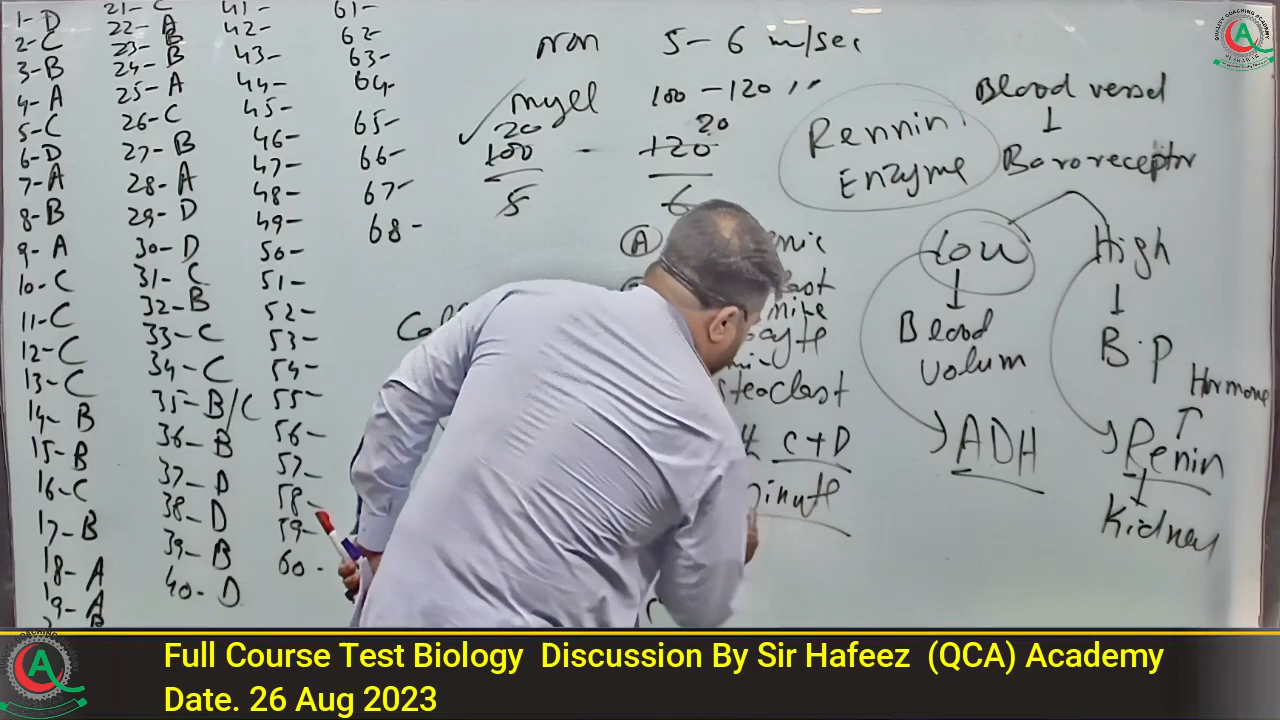 1-D
2-C
3-B
4-A
5-C
6-D
7-A
8-B
9-A
10-C
11-C
12-C
13-C
14-B
15-B
16-C
17-B
18-A
19-A
21-C
22-A
23-B
24-B
25-A
26-C
27-B
28-A
29-D
30-D
31-C
32-B
33-C
34-C
35-B/C
36-B
37-D
38-D
39-B
40-D
41-
42-
43-
44-
45-
46-
47-
48-
49-
50-
51-
52-
53-
54-
55-
56-
57-
58-
59-
60-
61-
62-
63-
64-
65-
66-
67-
68-
non 5-6 m/sec
myel 100-120 ,,
20 20
100 - 120
5 6
A
C+D
Rennin
Enzyme
Blood vessel
Baroreceptr
Low High
Blood
volum
B.P
Hormone
ADH Renin
Kidney
QUALITY COACHING ACADEMY
Full Course Test Biology Discussion By Sir Hafeez (QCA) Academy
Date. 26 Aug 2023